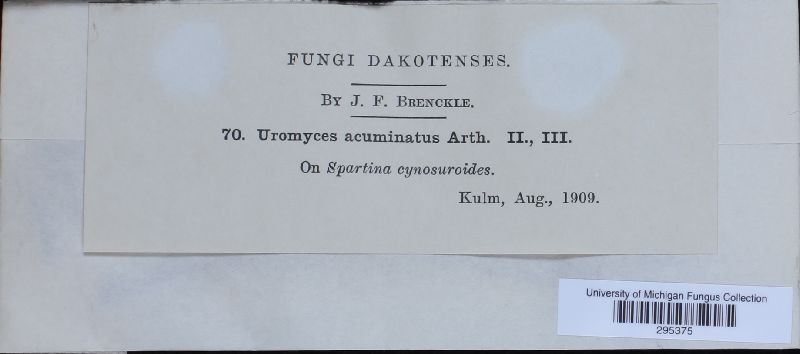 FUNGI DAKOTENSES.
By J. F. Brenckle.
70. Uromyces acuminatus Arth. II., III.
On Spartina cynosuroides.
Kulm, Aug., 1909.
University of Michigan Fungus Collection
295375